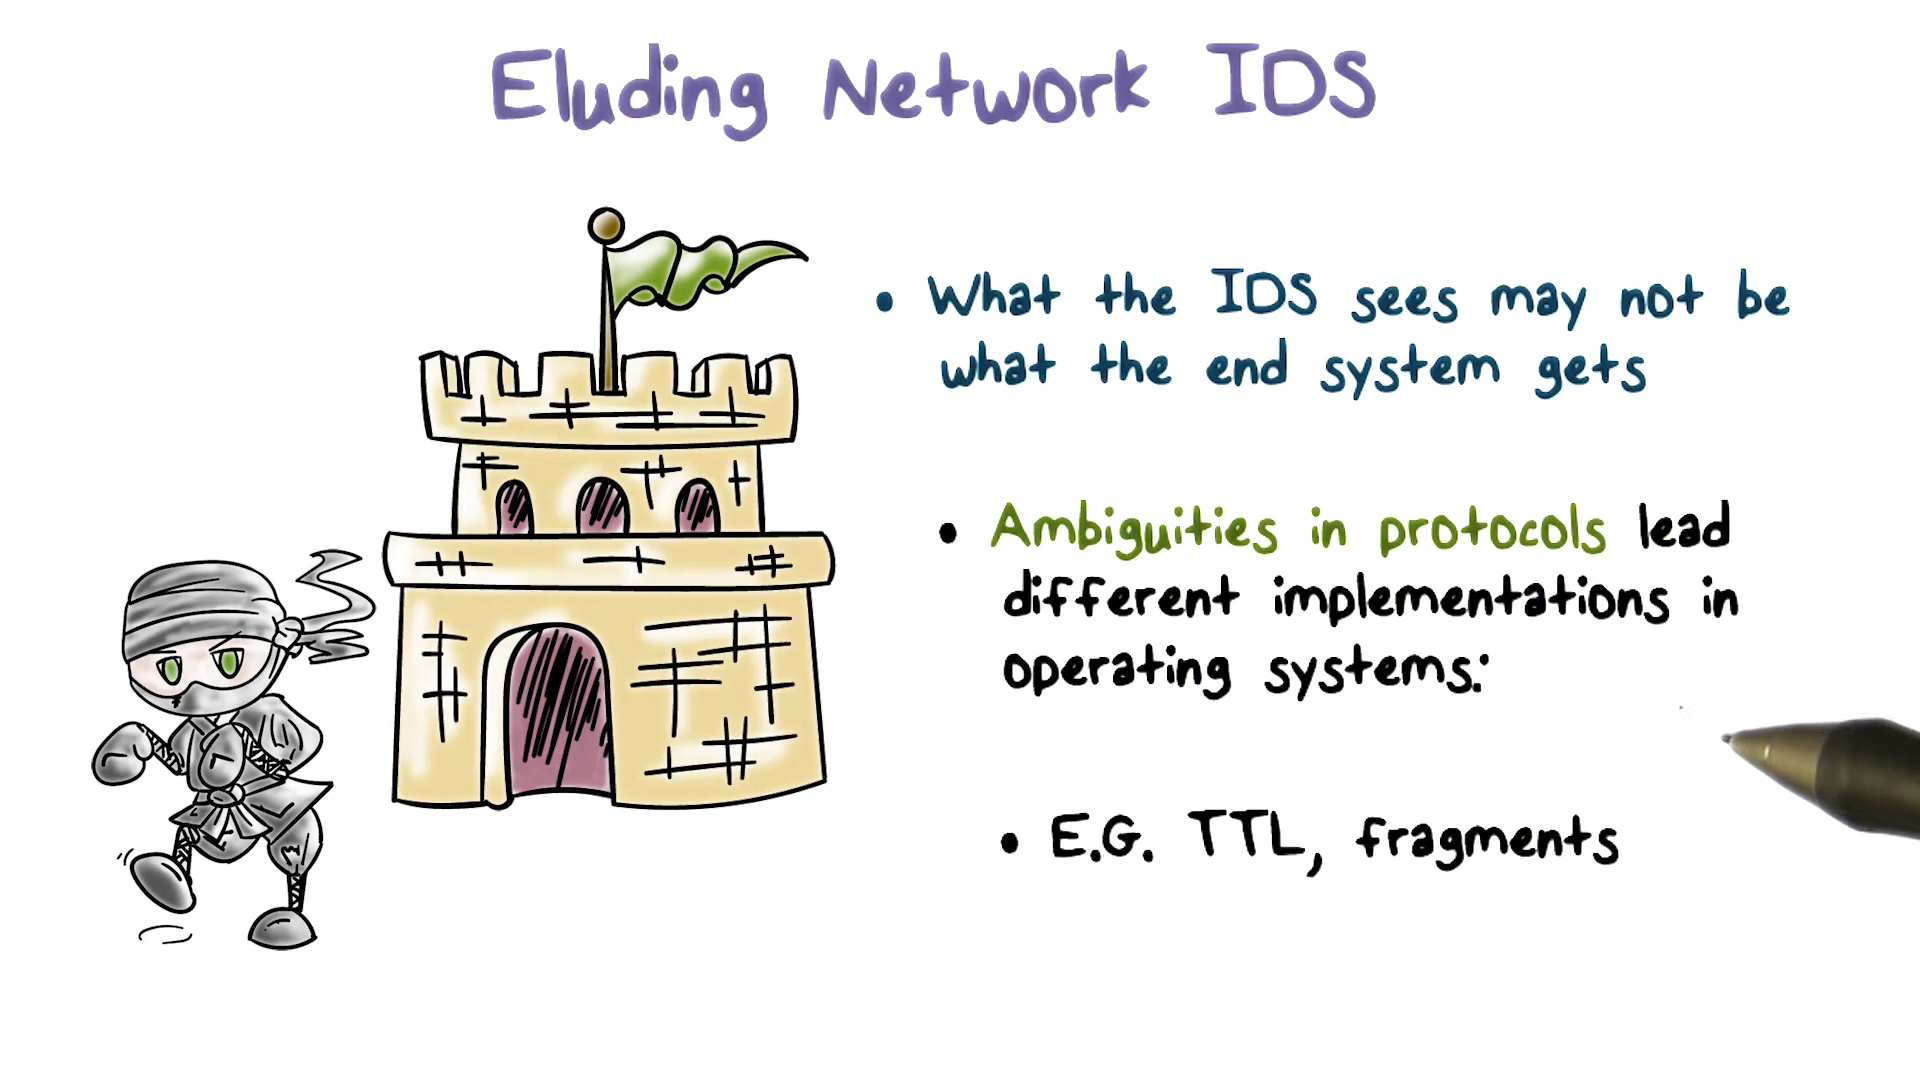 Eluding Network IDS
• What the IDS sees may not be
what the end system gets
• Ambiguities in protocols lead
different implementations in
operating systems:
• E.G. TTL, fragments